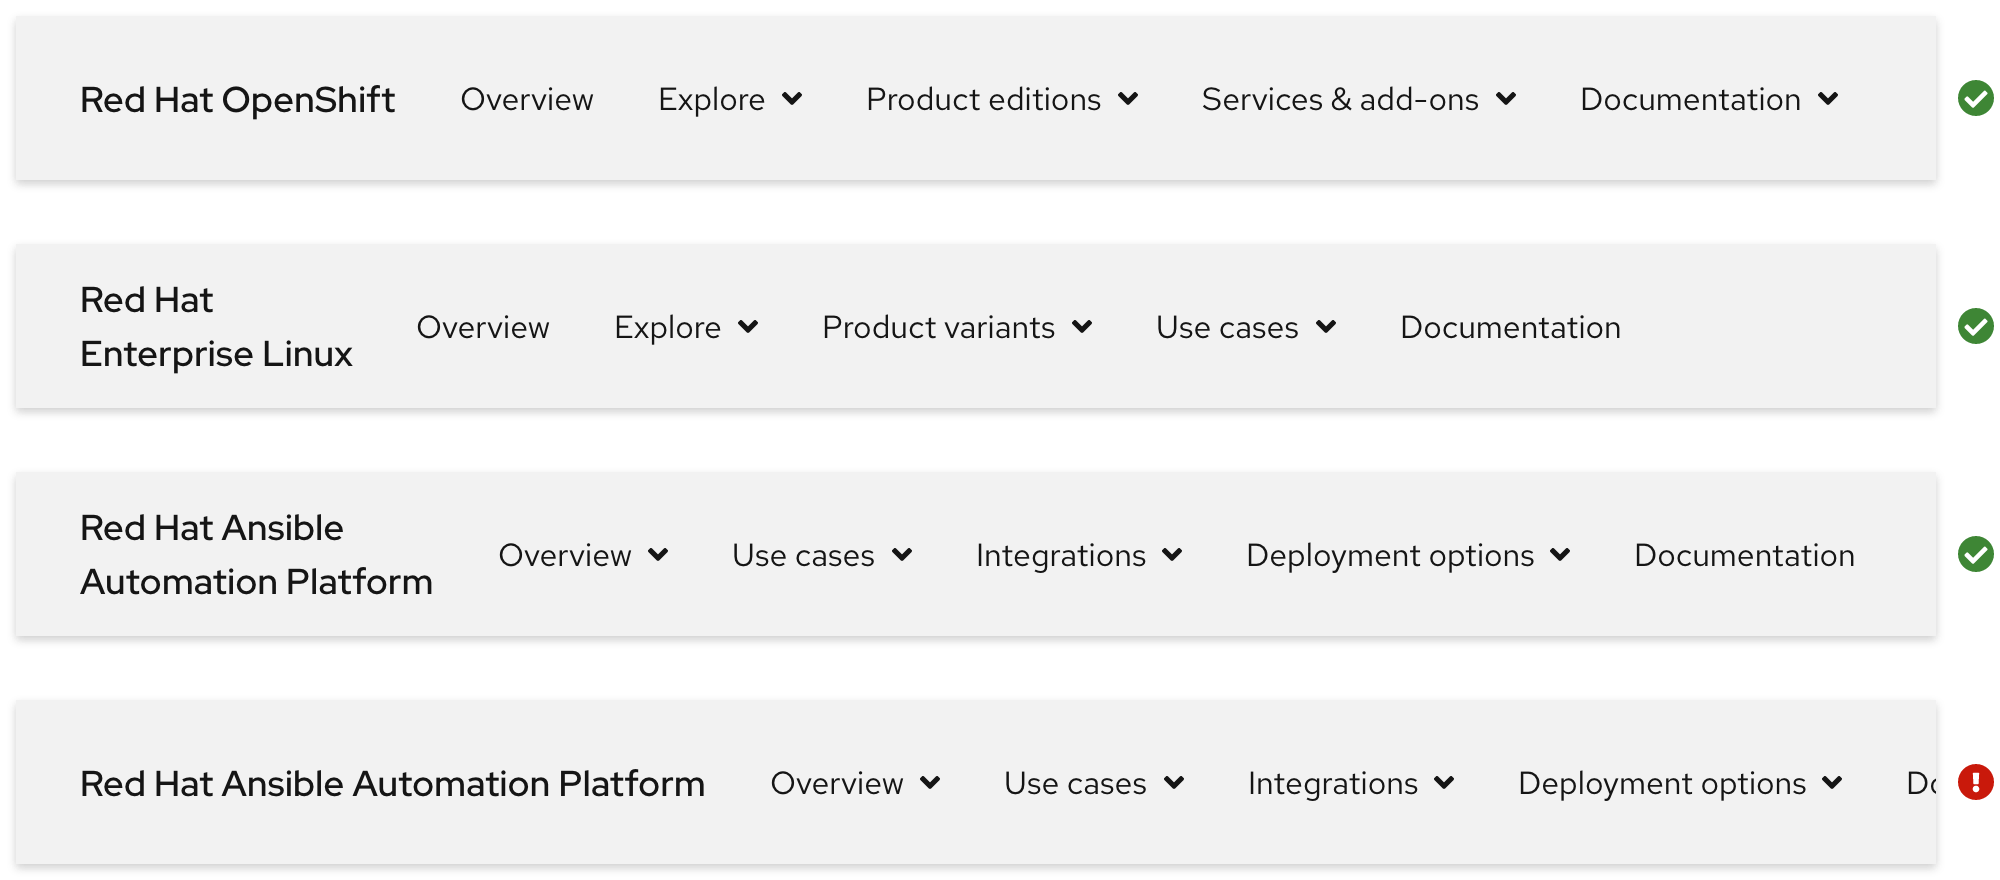 Red Hat OpenShift Overview Explore Product editions Services & add-ons Documentation
Red Hat
Enterprise Linux
Overview Explore Product variants Use cases Documentation
Red Hat Ansible
Automation Platform
Overview Use cases Integrations Deployment options Documentation
Red Hat Ansible Automation Platform Overview Use cases Integrations Deployment options